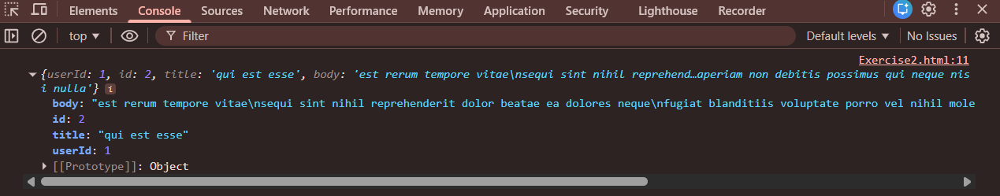 Elements Console Sources Network Performance Memory Application Security Lighthouse Recorder
top Filter Default levels No Issues
Exercise2.html:11
{userId: 1, id: 2, title: 'qui est esse', body: 'est rerum tempore vitae\nsequi sint nihil reprehend…aperiam non debitis possimus qui neque nis
i nulla'} i
body: "est rerum tempore vitae\nsequi sint nihil reprehenderit dolor beatae ea dolores neque\nfugiat blanditiis voluptate porro vel nihil mole
id: 2
title: "qui est esse"
userId: 1
[[Prototype]]: Object